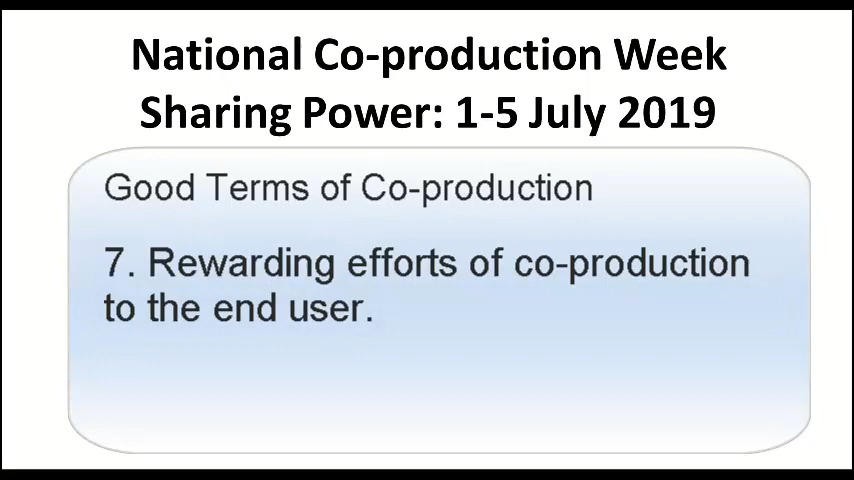 National Co-production Week
Sharing Power: 1-5 July 2019
Good Terms of Co-production
7. Rewarding efforts of co-production
to the end user.